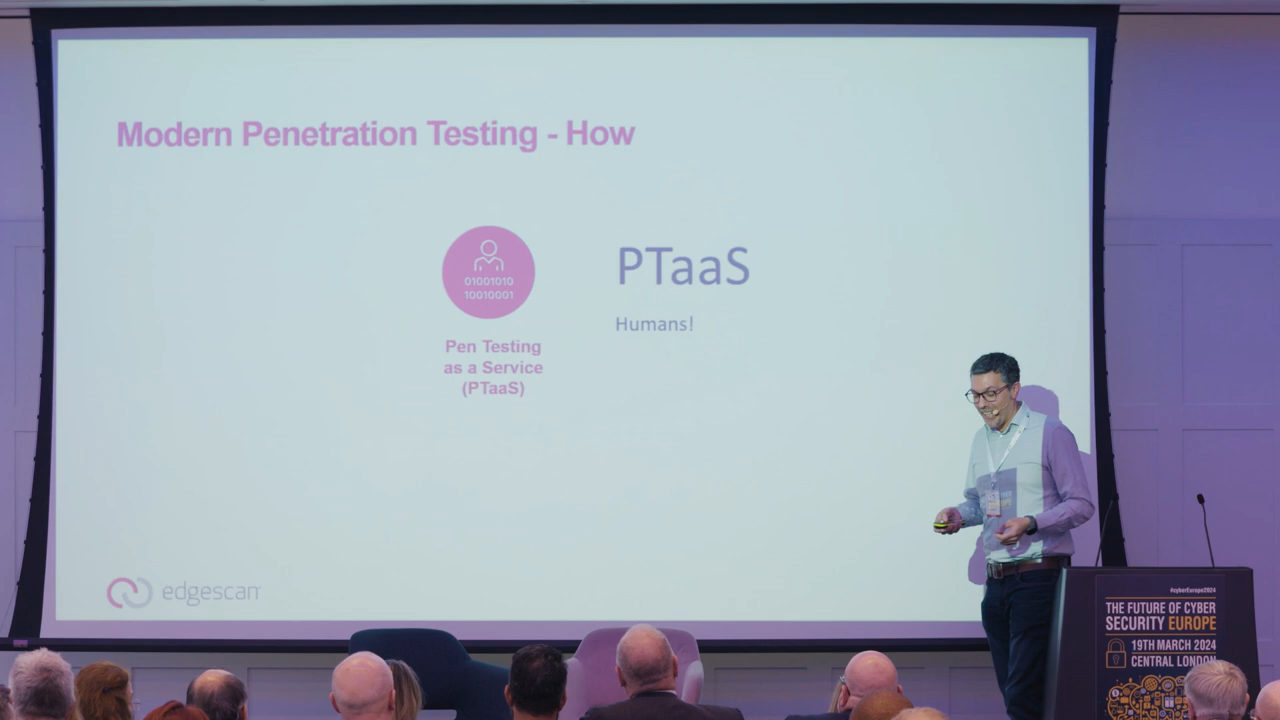 Modern Penetration Testing - How
01001010
10010001
Pen Testing
as a Service
(PTaaS)
PTaaS
Humans!
edgescan
#cyberEurope2024
THE FUTURE OF CYBER
SECURITY EUROPE
19TH MARCH 2024
CENTRAL LONDON